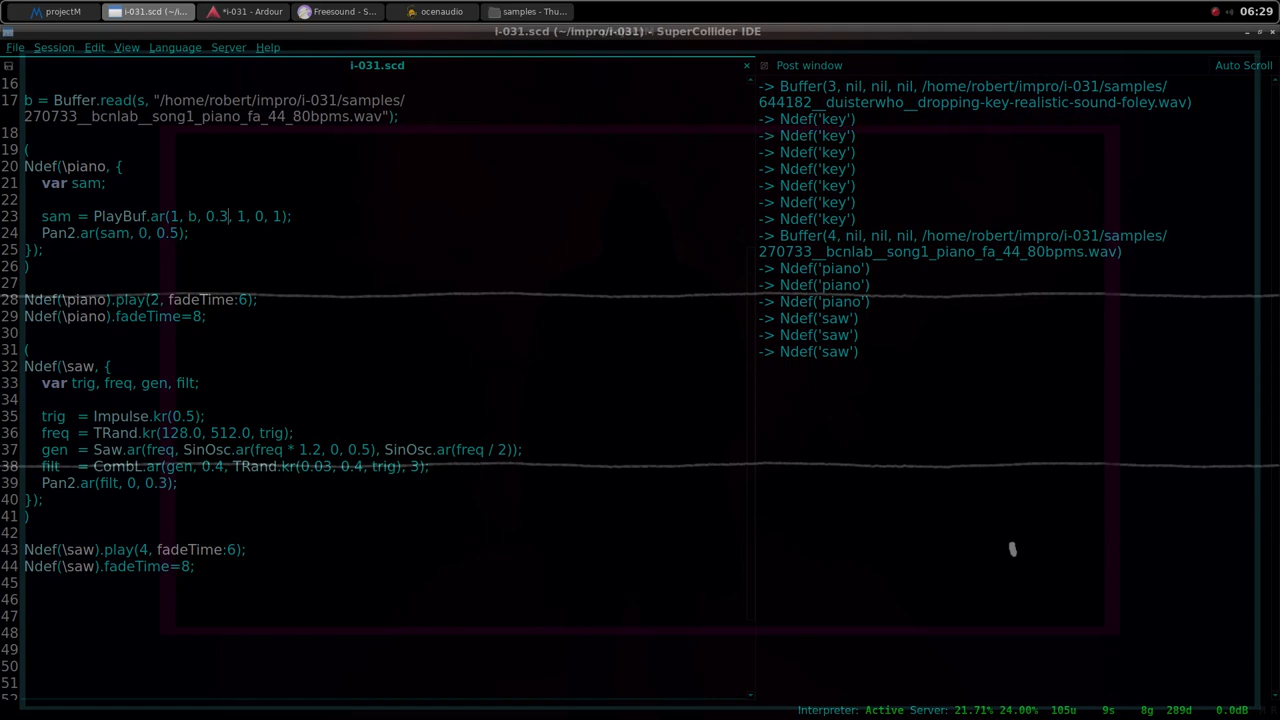 projectM
i-031.scd (~/i...
*i-031 - Ardour
Freesound - S...
ocenaudio
samples - Thu...
06:29
i-031.scd (~/impro/i-031) - SuperCollider IDE
File Session Edit View Language Server Help
i-031.scd
16
17 b = Buffer.read(s, "/home/robert/impro/i-031/samples/
270733__bcnlab__song1_piano_fa_44_80bpms.wav");
18
19 (
20 Ndef(\piano, {
21 var sam;
22
23 sam = PlayBuf.ar(1, b, 0.3, 1, 0, 1);
24 Pan2.ar(sam, 0, 0.5);
25 });
26 )
27
28 Ndef(\piano).play(2, fadeTime:6);
29 Ndef(\piano).fadeTime=8;
30
31 (
32 Ndef(\saw, {
33 var trig, freq, gen, filt;
34
35 trig = Impulse.kr(0.5);
36 freq = TRand.kr(128.0, 512.0, trig);
37 gen = Saw.ar(freq, SinOsc.ar(freq * 1.2, 0, 0.5), SinOsc.ar(freq / 2));
38 filt = CombL.ar(gen, 0.4, TRand.kr(0.03, 0.4, trig), 3);
39 Pan2.ar(filt, 0, 0.3);
40 });
41 )
42
43 Ndef(\saw).play(4, fadeTime:6);
44 Ndef(\saw).fadeTime=8;
45
46
47
48
49
50
51
52
Post window
Auto Scroll
-> Buffer(3, nil, nil, nil, /home/robert/impro/i-031/samples/
644182__duisterwho__dropping-key-realistic-sound-foley.wav)
-> Ndef('key')
-> Ndef('key')
-> Ndef('key')
-> Ndef('key')
-> Ndef('key')
-> Ndef('key')
-> Ndef('key')
-> Buffer(4, nil, nil, nil, /home/robert/impro/i-031/samples/
270733__bcnlab__song1_piano_fa_44_80bpms.wav)
-> Ndef('piano')
-> Ndef('piano')
-> Ndef('piano')
-> Ndef('saw')
-> Ndef('saw')
-> Ndef('saw')
Interpreter: Active Server: 21.71% 24.00% 105u 9s 8g 289d 0.0dB